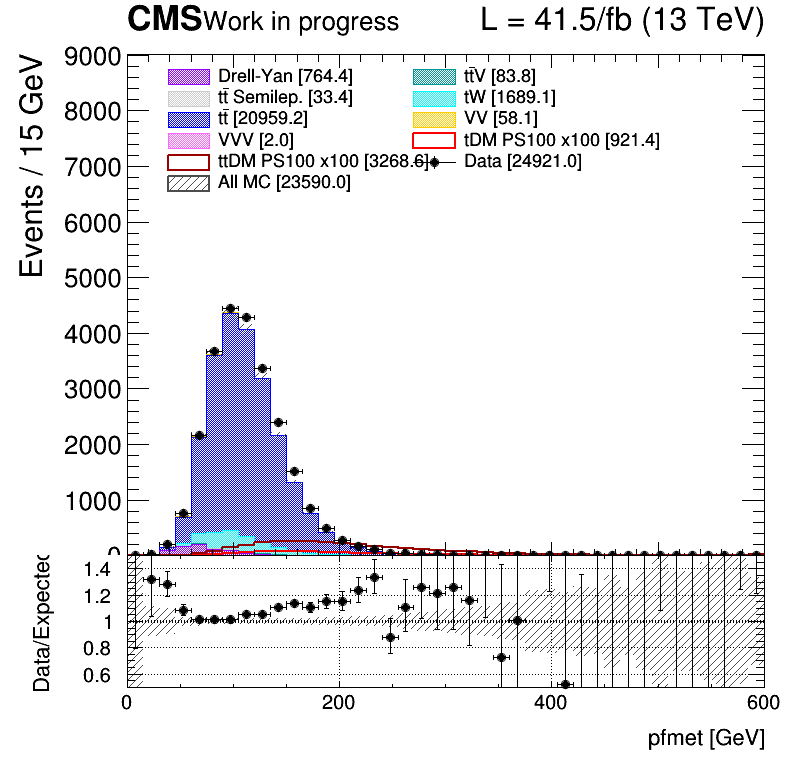 CMS Work in progress L = 41.5/fb (13 TeV)
Events / 15 GeV
9000
8000
7000
6000
5000
4000
3000
2000
1000
0
Drell-Yan [764.4]
tt̄ Semilep. [33.4]
tt̄ [20959.2]
VVV [2.0]
ttDM PS100 x100 [3268.6]
All MC [23590.0]
tt̄V [83.8]
tW [1689.1]
VV [58.1]
tDM PS100 x100 [921.4]
Data [24921.0]
Data/Expected
1.4
1.2
1
0.8
0.6
0 200 400 600
pfmet [GeV]